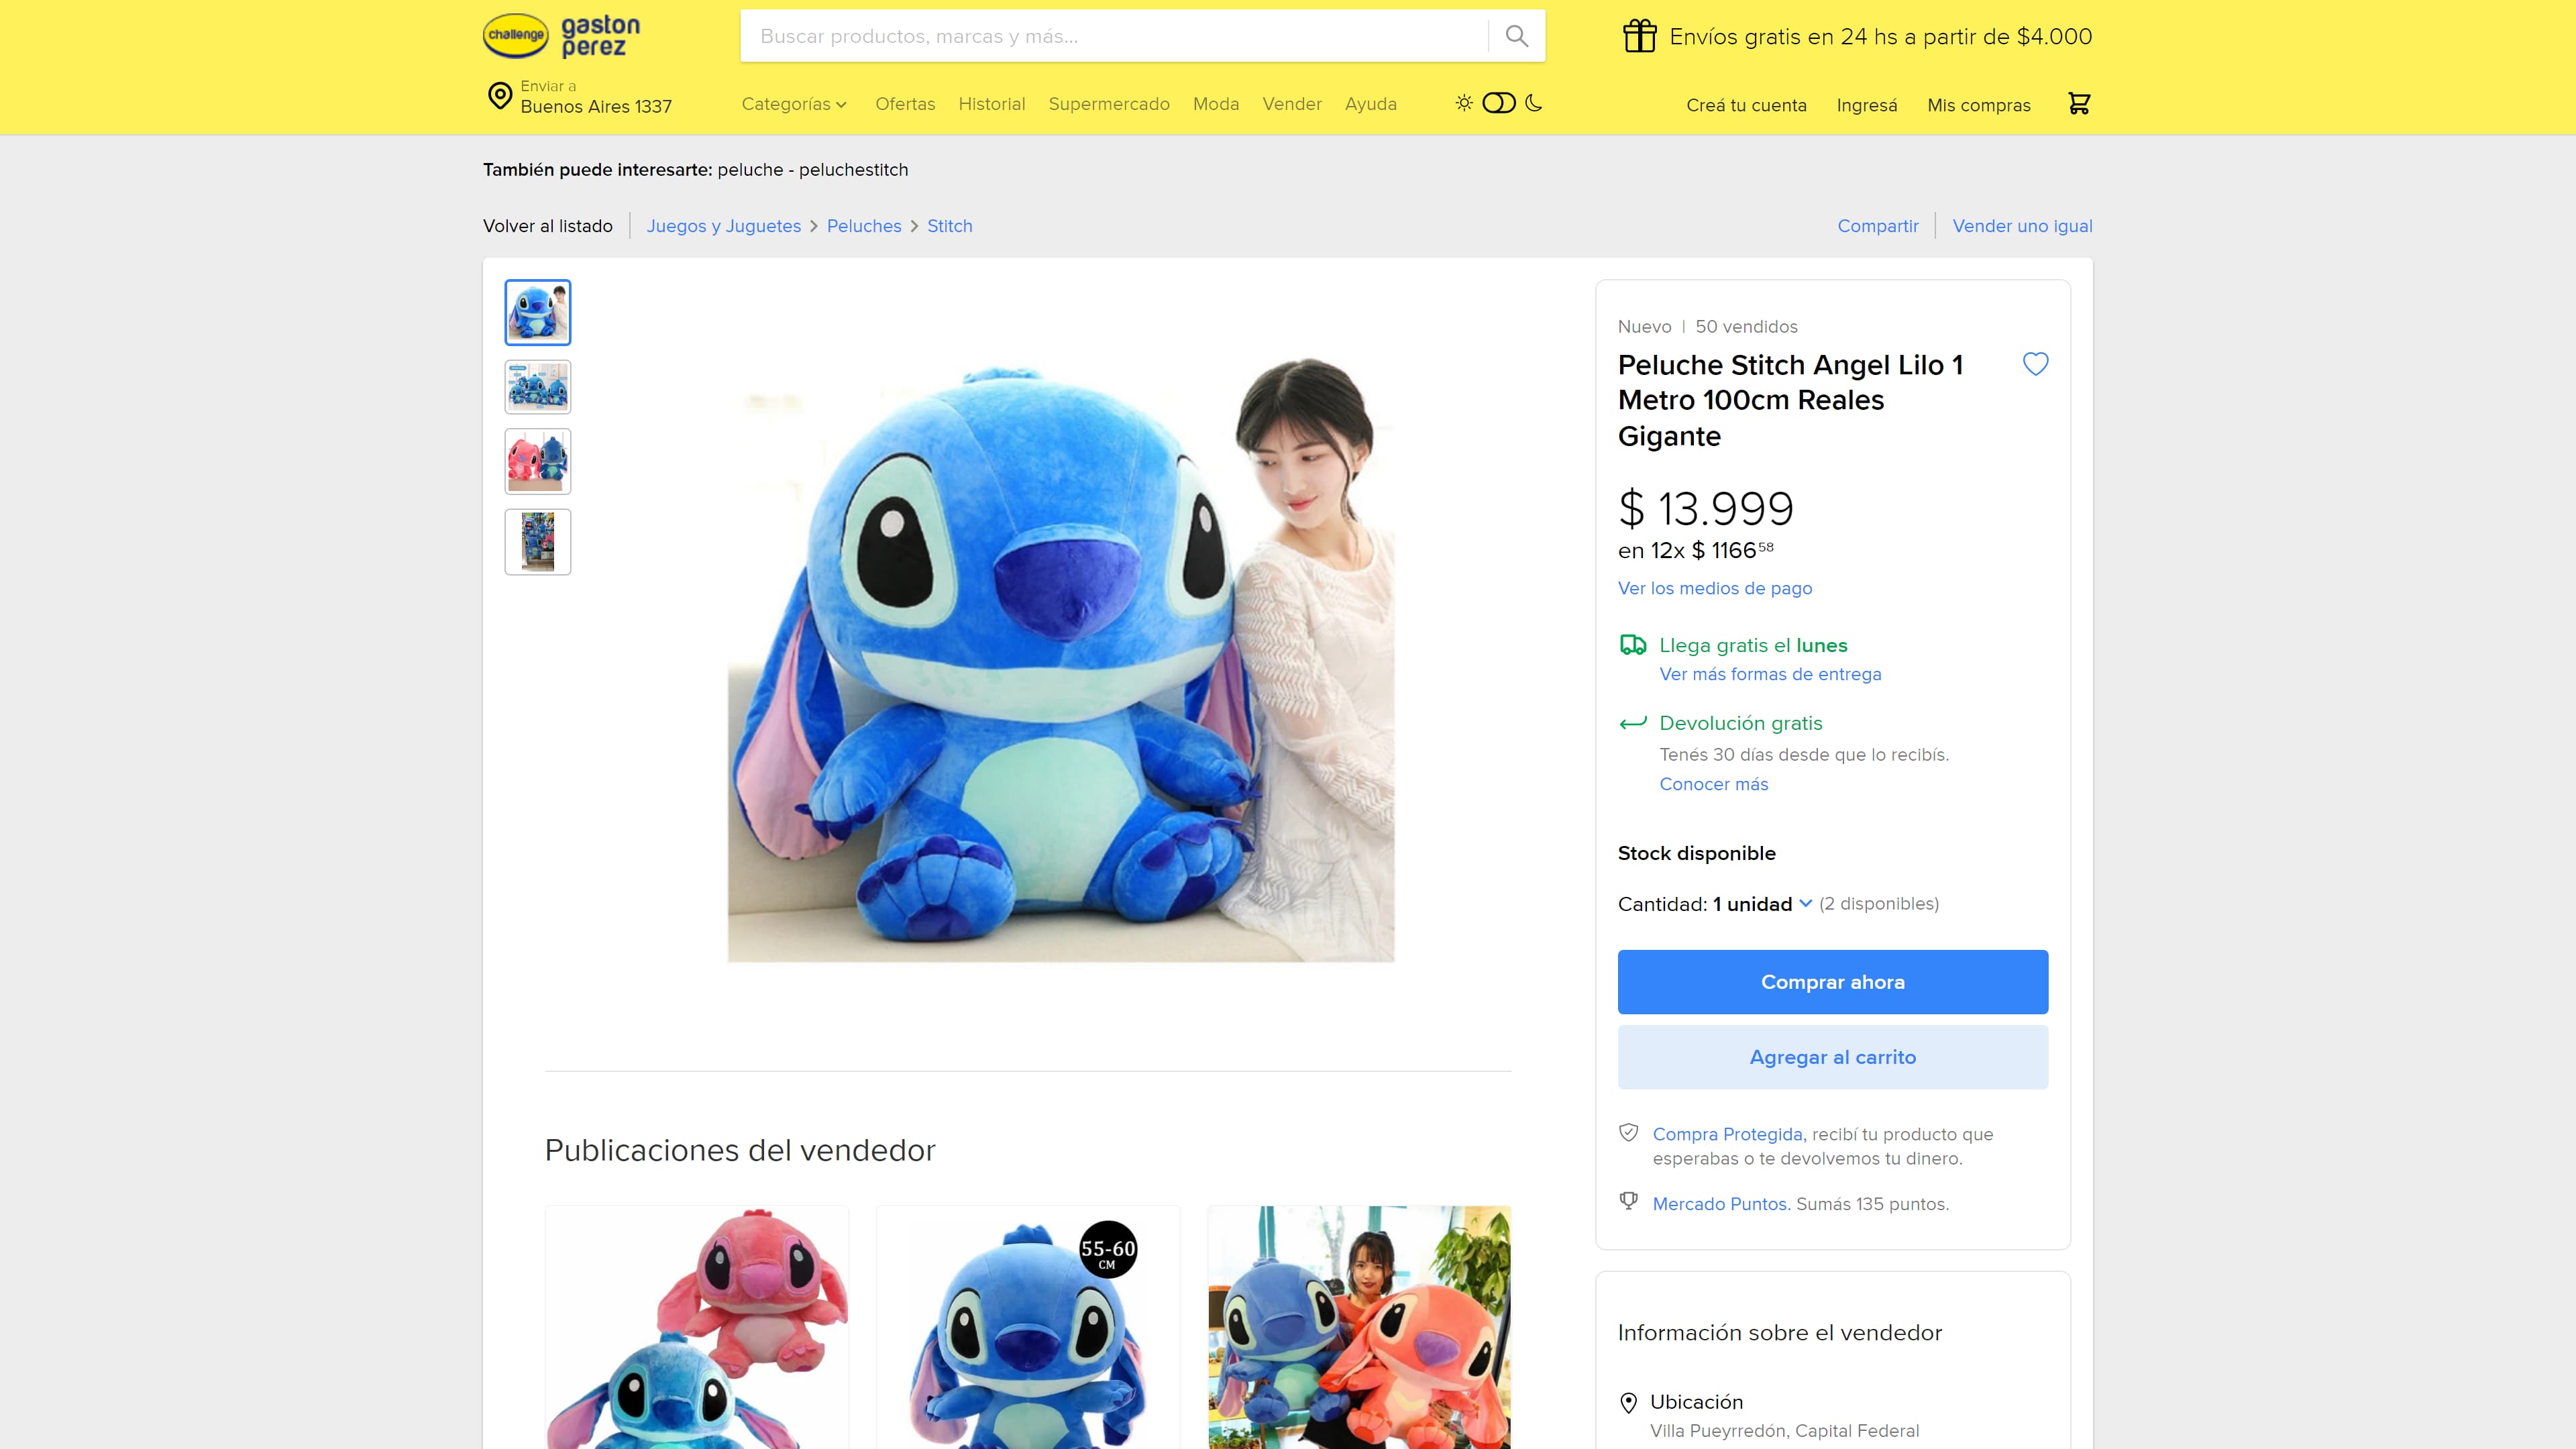 challenge
gaston
perez
Buscar productos, marcas y más...
Envíos gratis en 24 hs a partir de $4.000
Enviar a
Buenos Aires 1337
Categorías Ofertas Historial Supermercado Moda Vender Ayuda
Creá tu cuenta Ingresá Mis compras
También puede interesarte: peluche - peluchestitch
Volver al listado Juegos y Juguetes Peluches Stitch
Compartir Vender uno igual
Nuevo | 50 vendidos
Peluche Stitch Angel Lilo 1
Metro 100cm Reales
Gigante
$ 13.999
en 12x $ 1166⁵⁸
Ver los medios de pago
Llega gratis el lunes
Ver más formas de entrega
Devolución gratis
Tenés 30 días desde que lo recibís.
Conocer más
Stock disponible
Cantidad: 1 unidad (2 disponibles)
Comprar ahora
Agregar al carrito
Compra Protegida, recibí tu producto que
esperabas o te devolvemos tu dinero.
Mercado Puntos. Sumás 135 puntos.
Publicaciones del vendedor
55-60
CM
Información sobre el vendedor
Ubicación
Villa Pueyrredón, Capital Federal